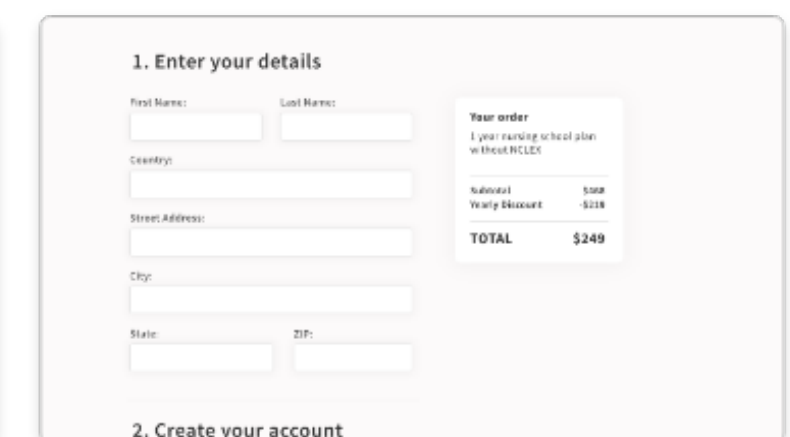 1. Enter your details
First Name:
Last Name:
Country:
Street Address:
City:
State:
ZIP:
Your order
1 year nursing school plan
without NCLEX
Subtotal
Yearly Discount
TOTAL $249
2. Create your account